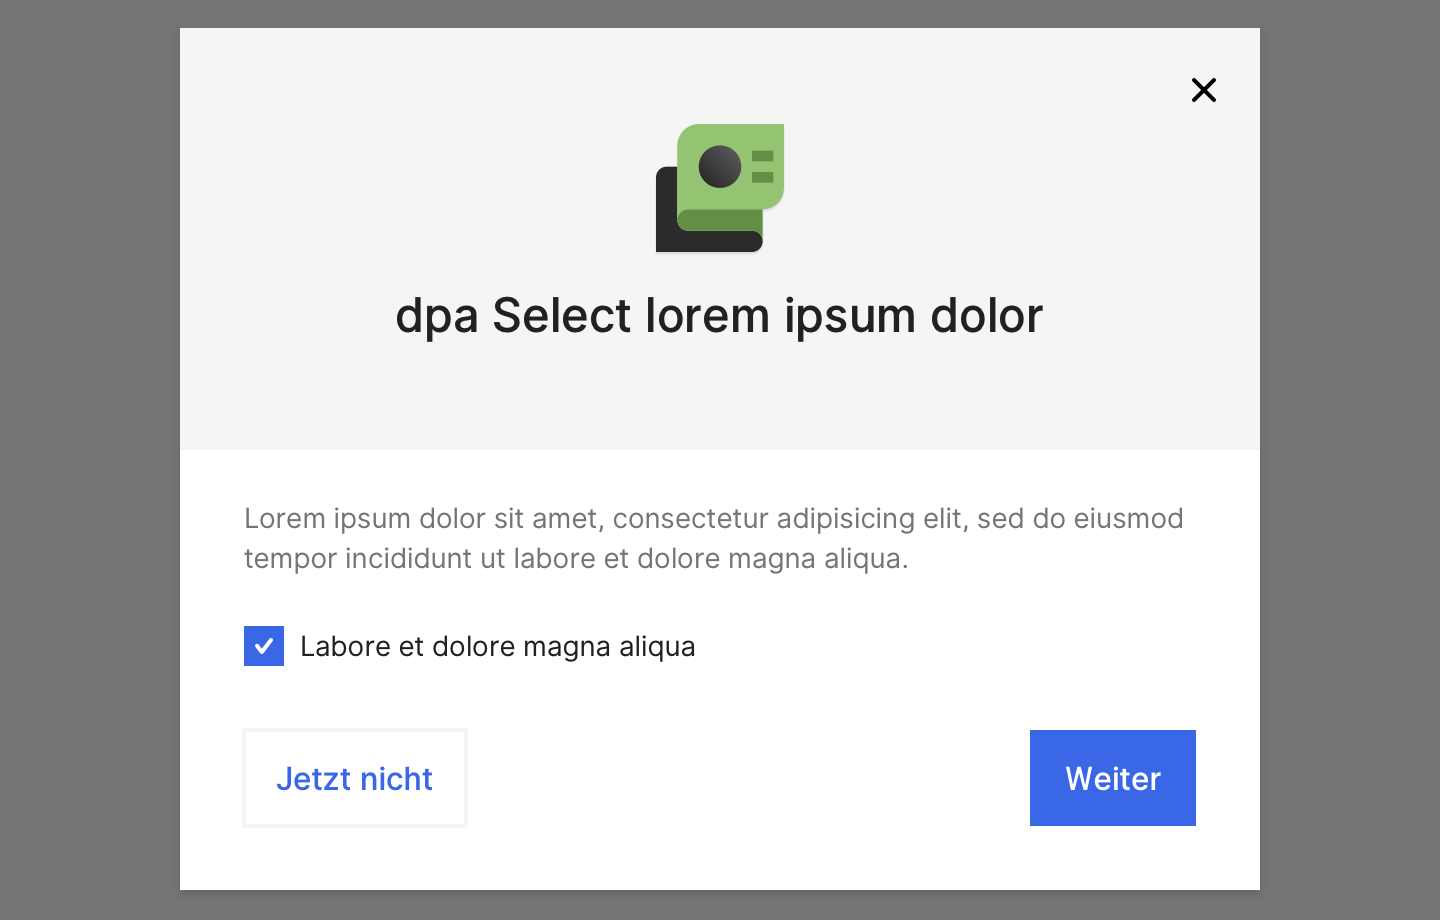 dpa Select lorem ipsum dolor
Lorem ipsum dolor sit amet, consectetur adipisicing elit, sed do eiusmod
tempor incididunt ut labore et dolore magna aliqua.
Labore et dolore magna aliqua
Jetzt nicht
Weiter